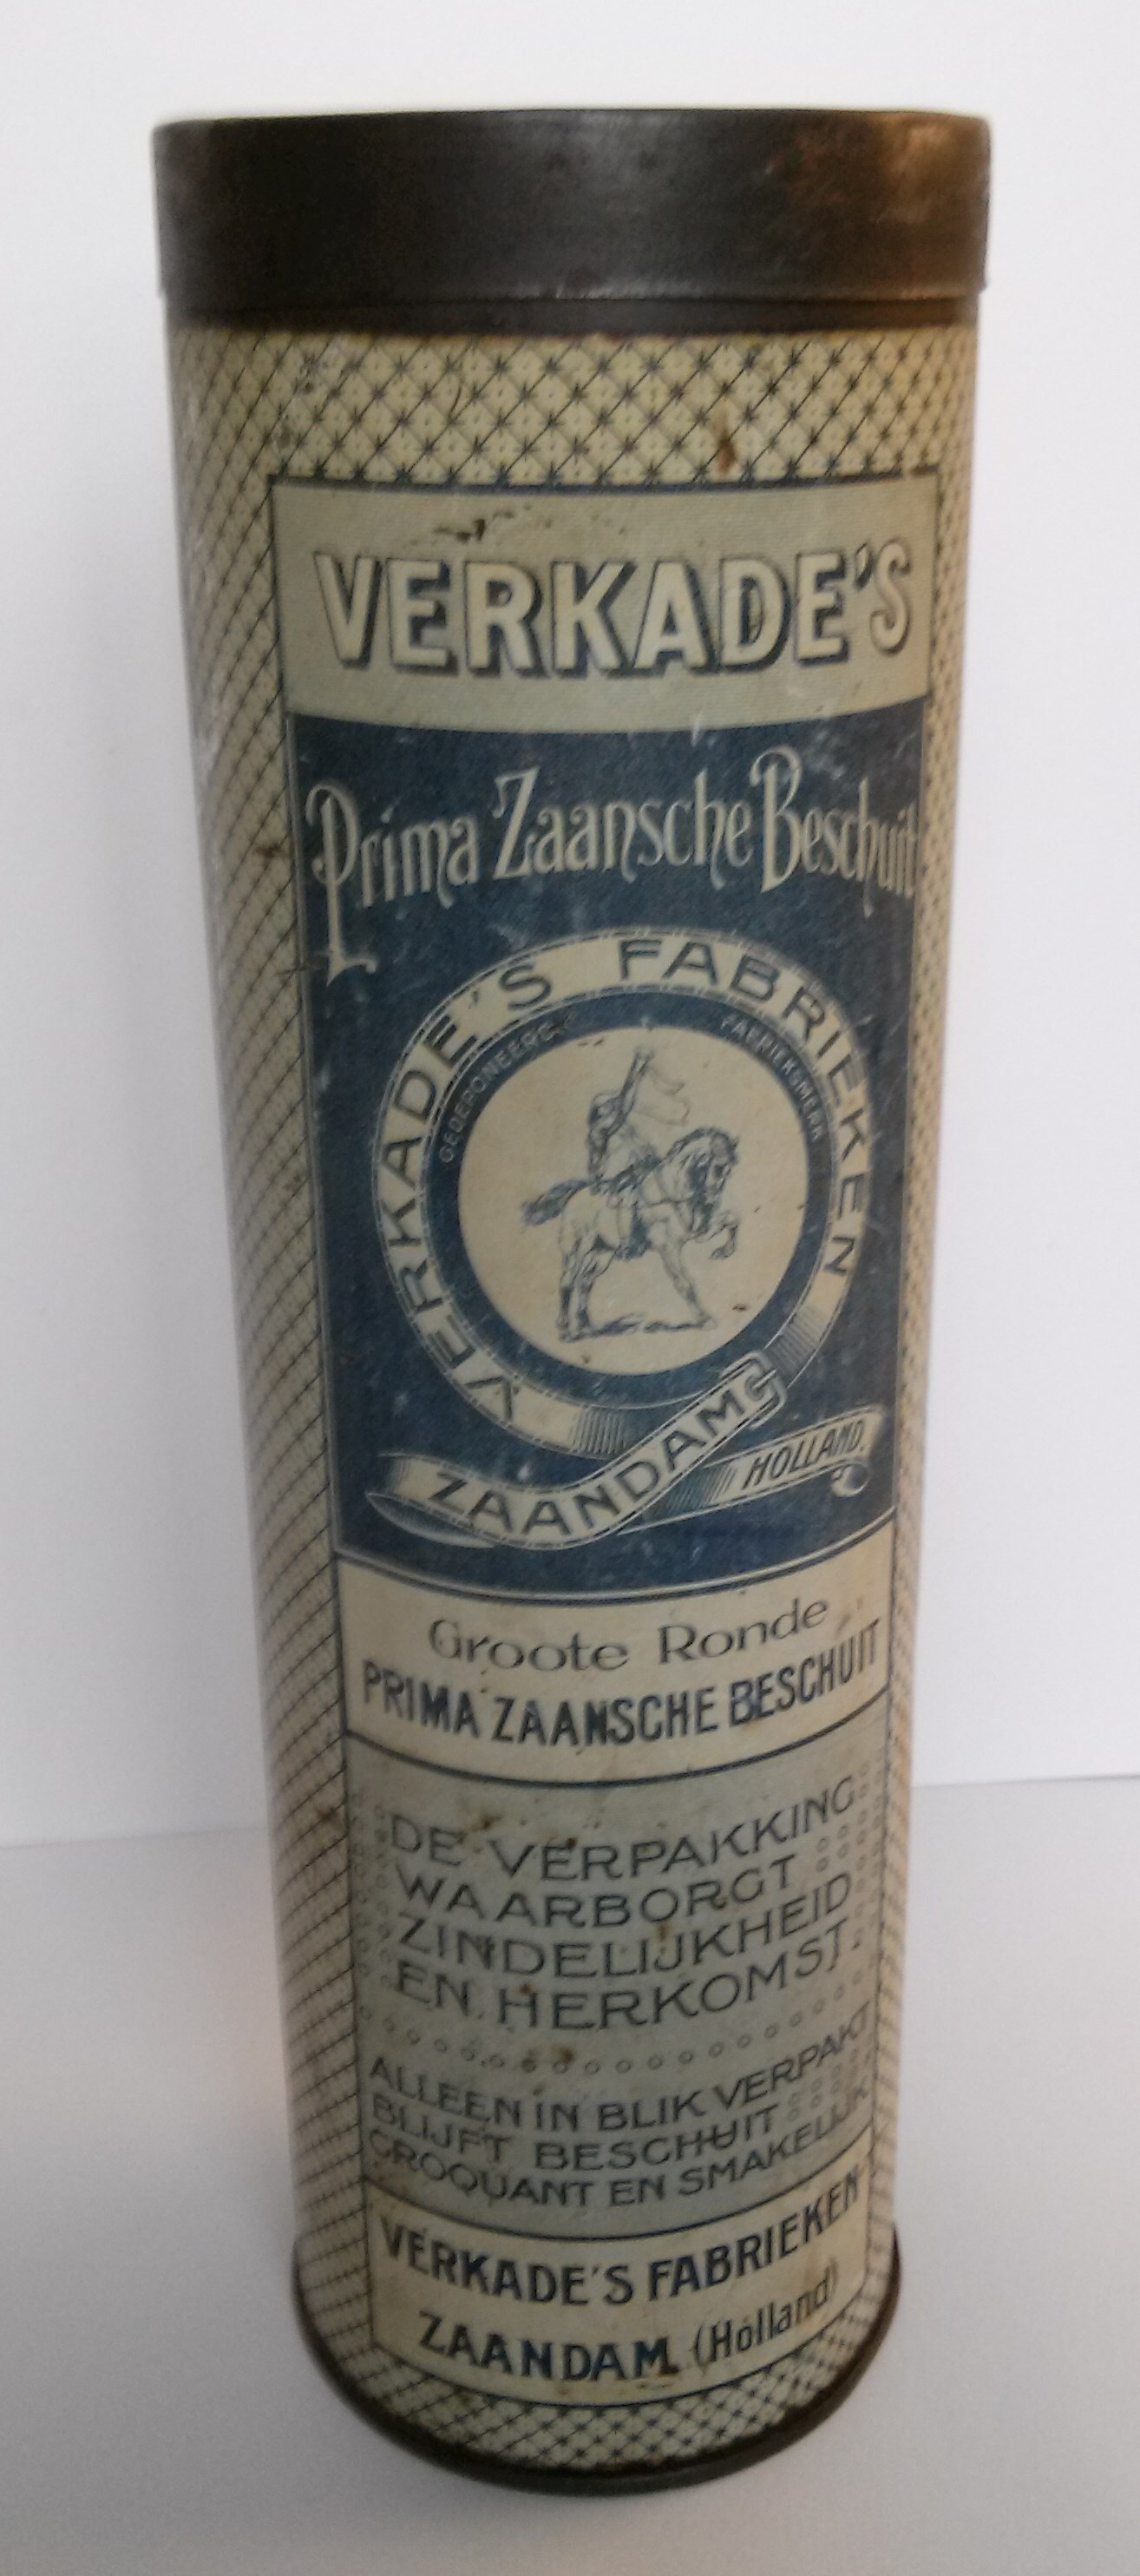 VERKADE'S
Prima Zaansche Beschuit
VERKADE'S FABRIEKEN
GEDEPONEERD FABRIEKSMERK
ZAANDAM
HOLLAND.
Groote Ronde
PRIMA ZAANSCHE BESCHUIT
DE VERPAKKING
WAARBORGT
ZINDELIJKHEID
EN HERKOMST.
ALLEEN IN BLIK VERPAKT
BLIJFT BESCHUIT
CROQUANT EN SMAKELIJK
VERKADE'S FABRIEKEN
ZAANDAM (Holland)